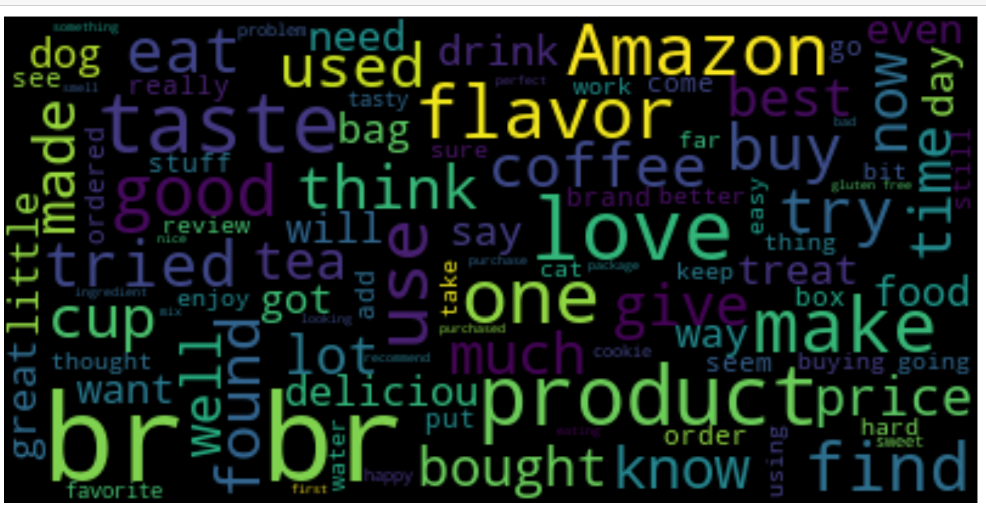 something
problem
need
drink
Amazon
go
even
dog
eat
used
see
smell
really
perfect
work
come
best
now
day
made
taste
tasty
bag
flavor
far
buy
bad
ordered
stuff
sure
coffee
bit
still
good
think
brand
better
easy
gluten free
try
time
little
review
nice
will
use
say
love
thing
tried
tea
take
purchase
cat
package
keep
treat
ingredient
mix
enjoy
got
add
one
give
box
food
cup
looking
purchased
way
make
great
thought
well
found
lot
recommend
much
cookie
seem
buying
going
want
deliciou
product
price
br br
put
water
eating
order
hard
sweet
favorite
first
happy
bought
know
using
find